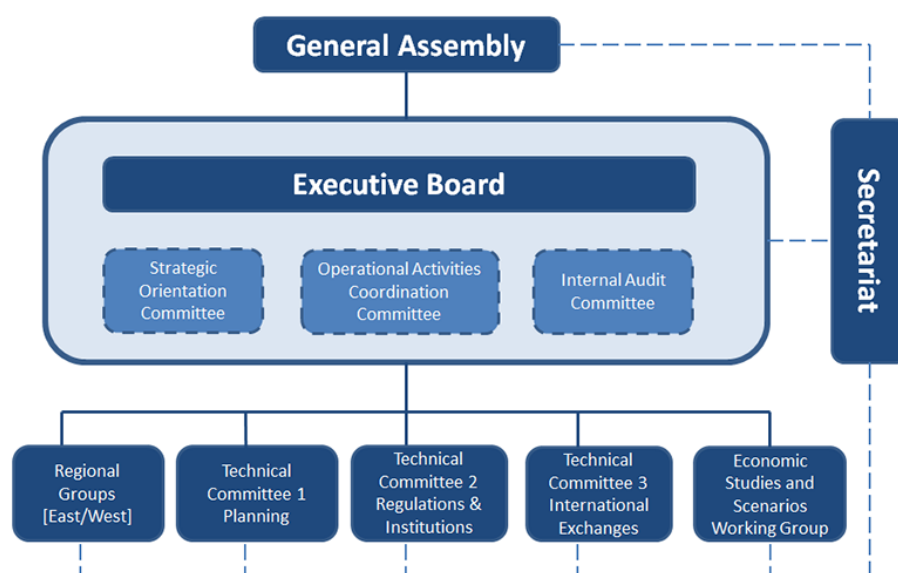 General Assembly
Executive Board
Secretariat
Strategic
Orientation
Committee
Operational Activities
Coordination
Committee
Internal Audit
Committee
Regional
Groups
[East/West]
Technical
Committee 1
Planning
Technical
Committee 2
Regulations &
Institutions
Technical
Committee 3
International
Exchanges
Economic
Studies and
Scenarios
Working Group